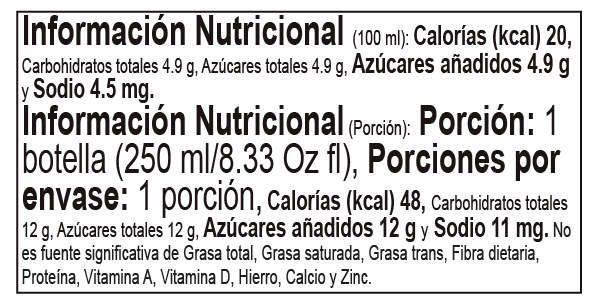 Información Nutricional (100 ml): Calorías (kcal) 20,
Carbohidratos totales 4.9 g, Azúcares totales 4.9 g, Azúcares añadidos 4.9 g
y Sodio 4.5 mg.
Información Nutricional (Porción): Porción: 1
botella (250 ml/8.33 Oz fl), Porciones por
envase: 1 porción, Calorías (kcal) 48, Carbohidratos totales
12 g, Azúcares totales 12 g, Azúcares añadidos 12 g y Sodio 11 mg. No
es fuente significativa de Grasa total, Grasa saturada, Grasa trans, Fibra dietaria,
Proteína, Vitamina A, Vitamina D, Hierro, Calcio y Zinc.